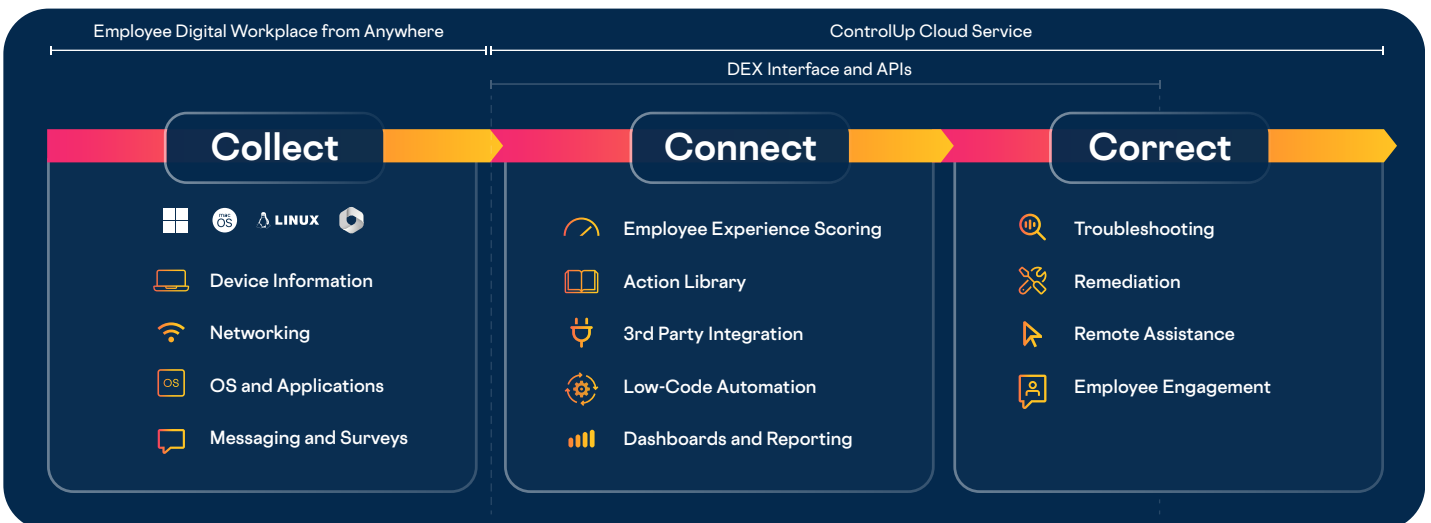 Employee Digital Workplace from Anywhere
ControlUp Cloud Service
DEX Interface and APIs
Collect
mac
OS
LINUX
Device Information
Networking
OS
OS and Applications
Messaging and Surveys
Connect
Employee Experience Scoring
Action Library
3rd Party Integration
Low-Code Automation
Dashboards and Reporting
Correct
Troubleshooting
Remediation
Remote Assistance
Employee Engagement